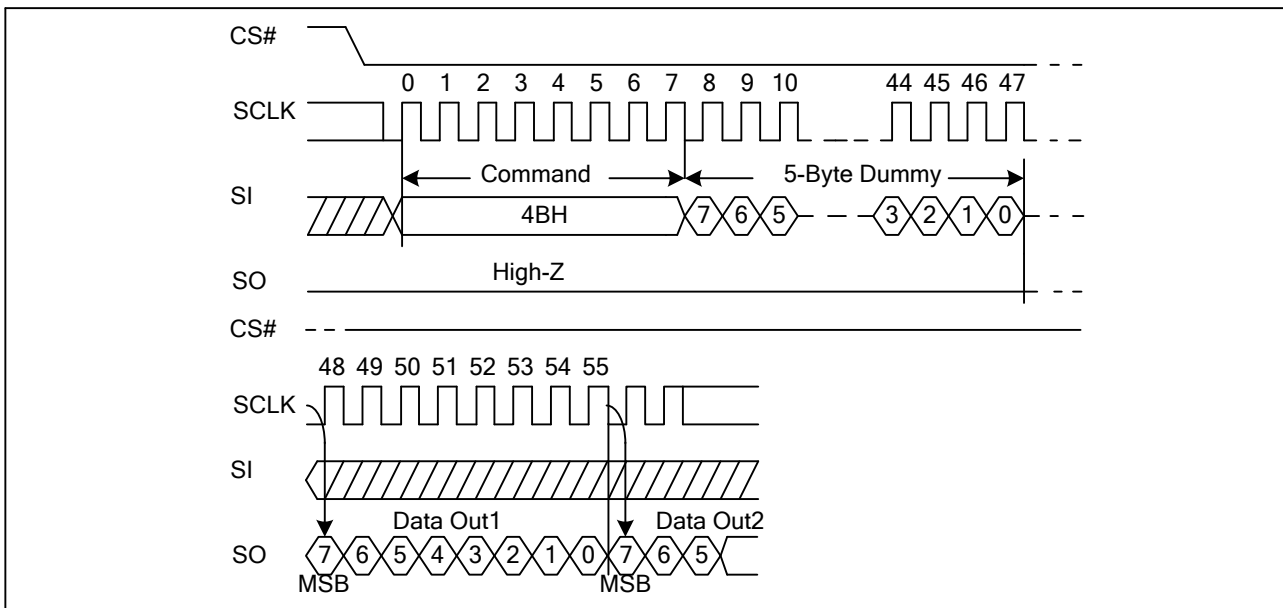 CS#
0 1 2 3 4 5 6 7 8 9 10 44 45 46 47
SCLK
Command 5-Byte Dummy
SI
4BH 7 6 5 3 2 1 0
High-Z
SO
CS#
48 49 50 51 52 53 54 55
SCLK
SI
Data Out1 Data Out2
SO 7 6 5 4 3 2 1 0 7 6 5
MSB MSB